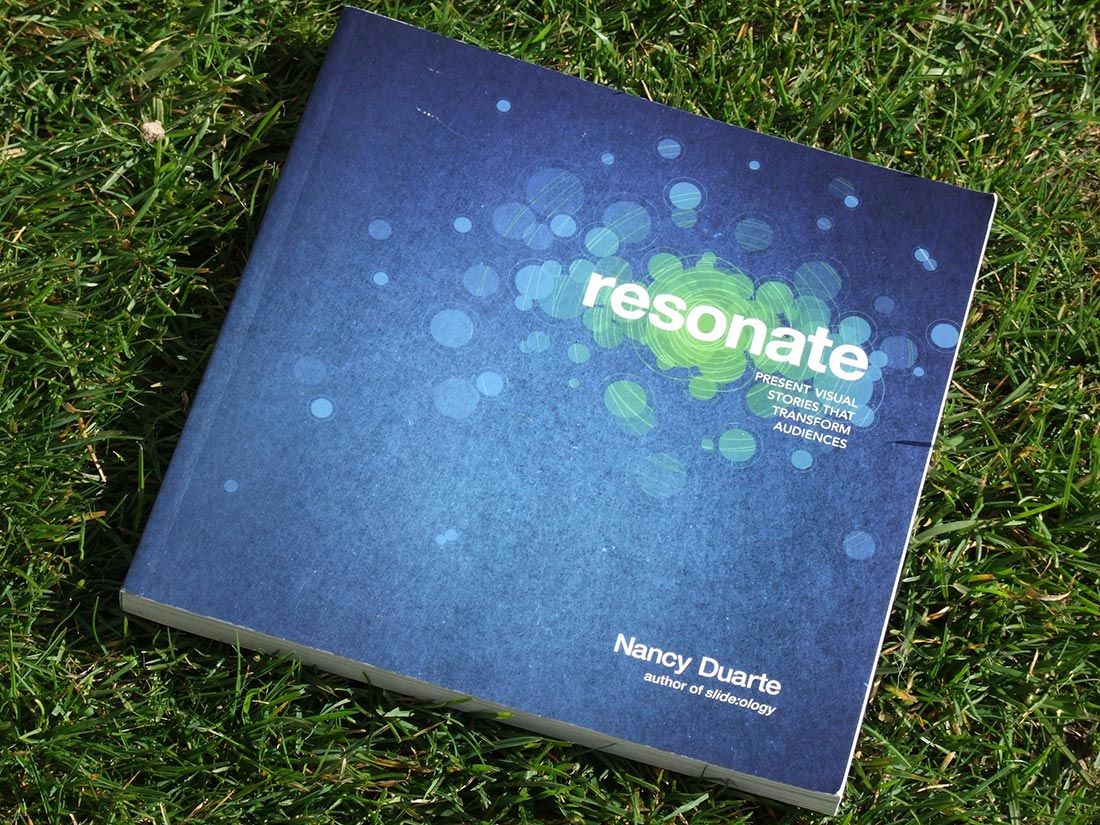 resonate
PRESENT VISUAL
STORIES THAT
TRANSFORM
AUDIENCES
Nancy Duarte
author of slide:ology